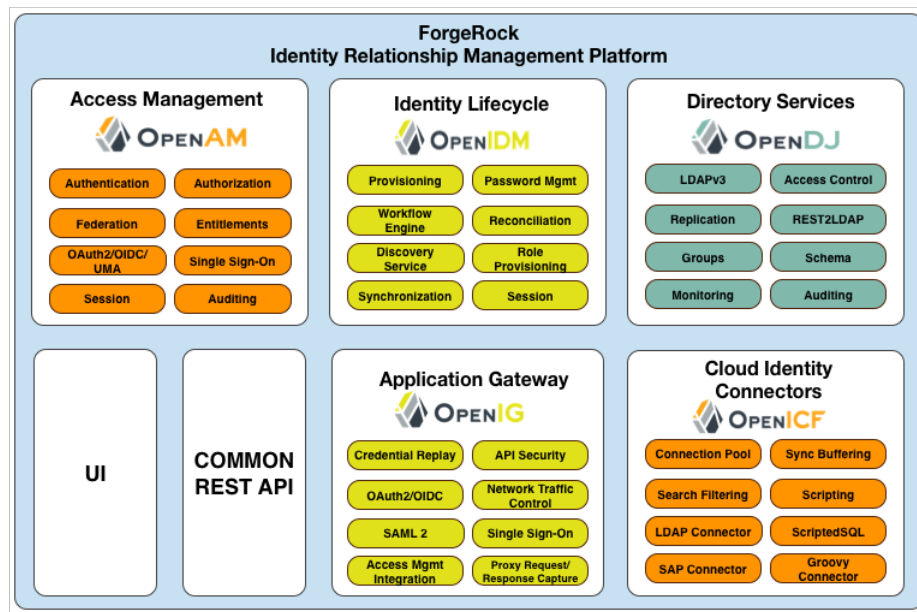 ForgeRock
Identity Relationship Management Platform
Access Management
OPENAM
Authentication
Authorization
Federation
Entitlements
OAuth2/OIDC/
UMA
Single Sign-On
Session
Auditing
Identity Lifecycle
OPENIDM
Provisioning
Password Mgmt
Workflow
Engine
Reconciliation
Discovery
Service
Role
Provisioning
Synchronization
Session
Directory Services
OPENDJ
LDAPv3
Access Control
Replication
REST2LDAP
Groups
Schema
Monitoring
Auditing
UI
COMMON
REST API
Application Gateway
OPENIG
Credential Replay
API Security
OAuth2/OIDC
Network Traffic
Control
SAML 2
Single Sign-On
Access Mgmt
Integration
Proxy Request/
Response Capture
Cloud Identity
Connectors
OPENICF
Connection Pool
Sync Buffering
Search Filtering
Scripting
LDAP Connector
ScriptedSQL
SAP Connector
Groovy
Connector